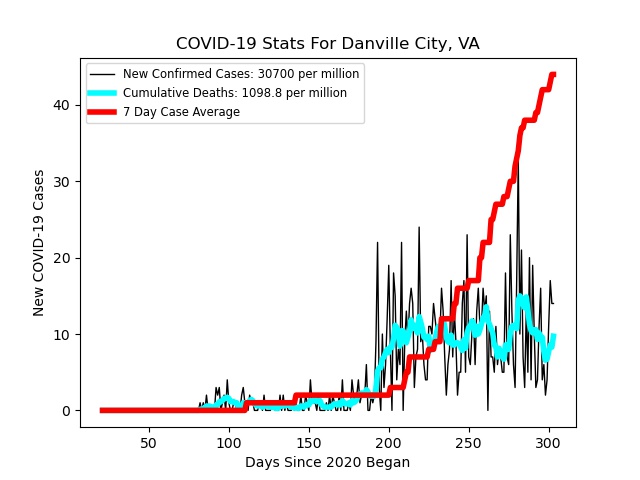 COVID-19 Stats For Danville City, VA
New Confirmed Cases: 30700 per million
Cumulative Deaths: 1098.8 per million
7 Day Case Average
New COVID-19 Cases
40
30
20
10
0
50 100 150 200 250 300
Days Since 2020 Began